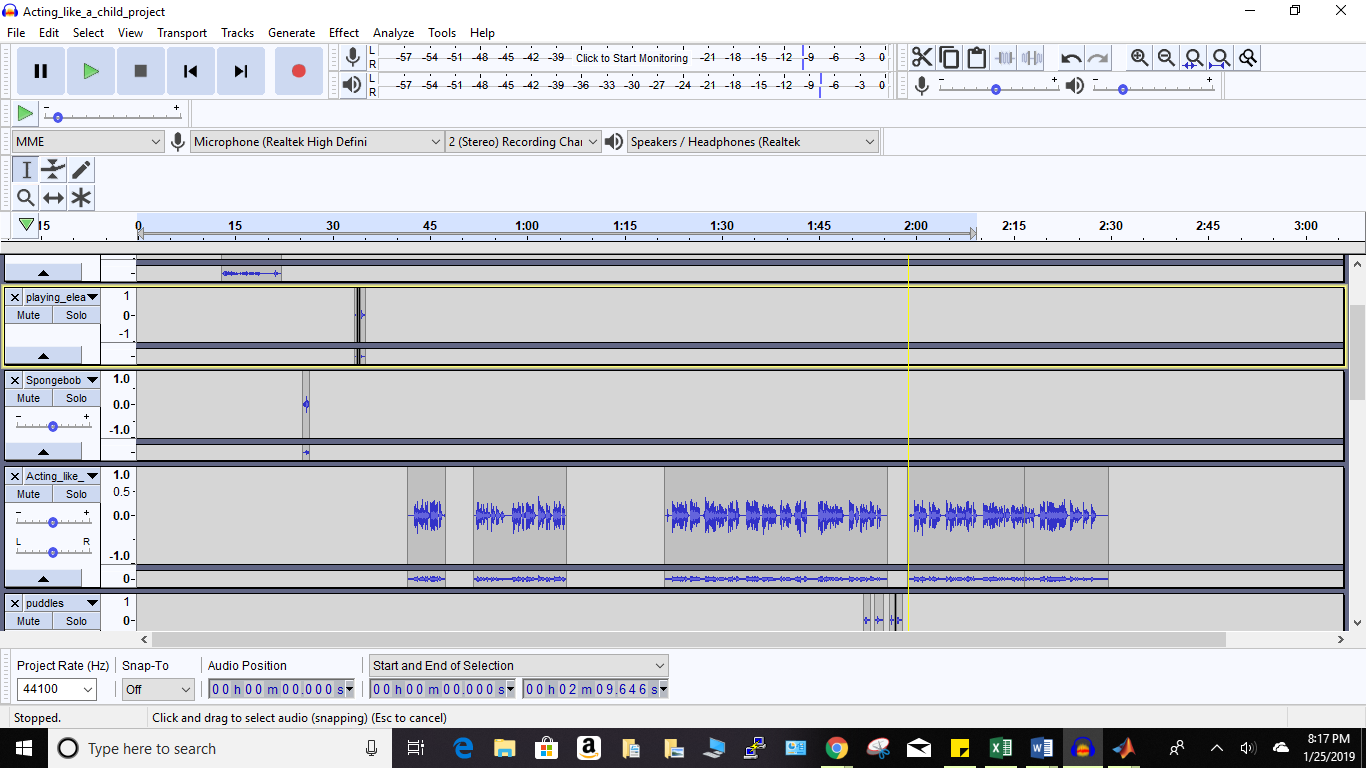 Acting_like_a_child_project
File Edit Select View Transport Tracks Generate Effect Analyze Tools Help
L -57 -54 -51 -48 -45 -42 -39 Click to Start Monitoring -21 -18 -15 -12 -9 -6 -3 0
R
L -57 -54 -51 -48 -45 -42 -39 -36 -33 -30 -27 -24 -21 -18 -15 -12 -9 -6 -3 0
R
- +
- +
- +
MME Microphone (Realtek High Defini 2 (Stereo) Recording Chan Speakers / Headphones (Realtek
15 0 15 30 45 1:00 1:15 1:30 1:45 2:00 2:15 2:30 2:45 3:00
playing_elea 1
Mute Solo 0-
-1
Spongebob 1.0
Mute Solo 0.0-
- +
-1.0
Acting_like_ 1.0
Mute Solo 0.5-
- + 0.0-
L R
-1.0
0-
puddles 1
Mute Solo 0-
Project Rate (Hz) Snap-To Audio Position Start and End of Selection
44100 Off 00 h 00 m 00.000 s 00 h 00 m 00.000 s 00 h 02 m 09.646 s
Stopped. Click and drag to select audio (snapping) (Esc to cancel)
Type here to search
8:17 PM
1/25/2019